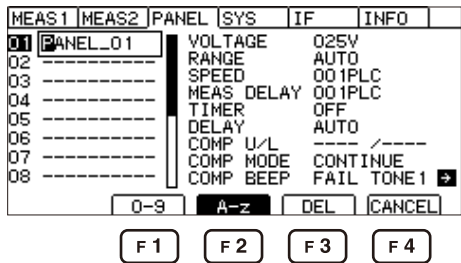 MEAS1 MEAS2 PANEL SYS IF INFO
01 PANEL_01 VOLTAGE 025V
02 ---------- RANGE AUTO
03 ---------- SPEED 001PLC
04 ---------- MEAS DELAY 001PLC
05 ---------- TIMER OFF
06 ---------- DELAY AUTO
07 ---------- COMP U/L ---- /----
08 ---------- COMP MODE CONTINUE
COMP BEEP FAIL TONE1
0-9 A-z DEL CANCEL
F1 F2 F3 F4